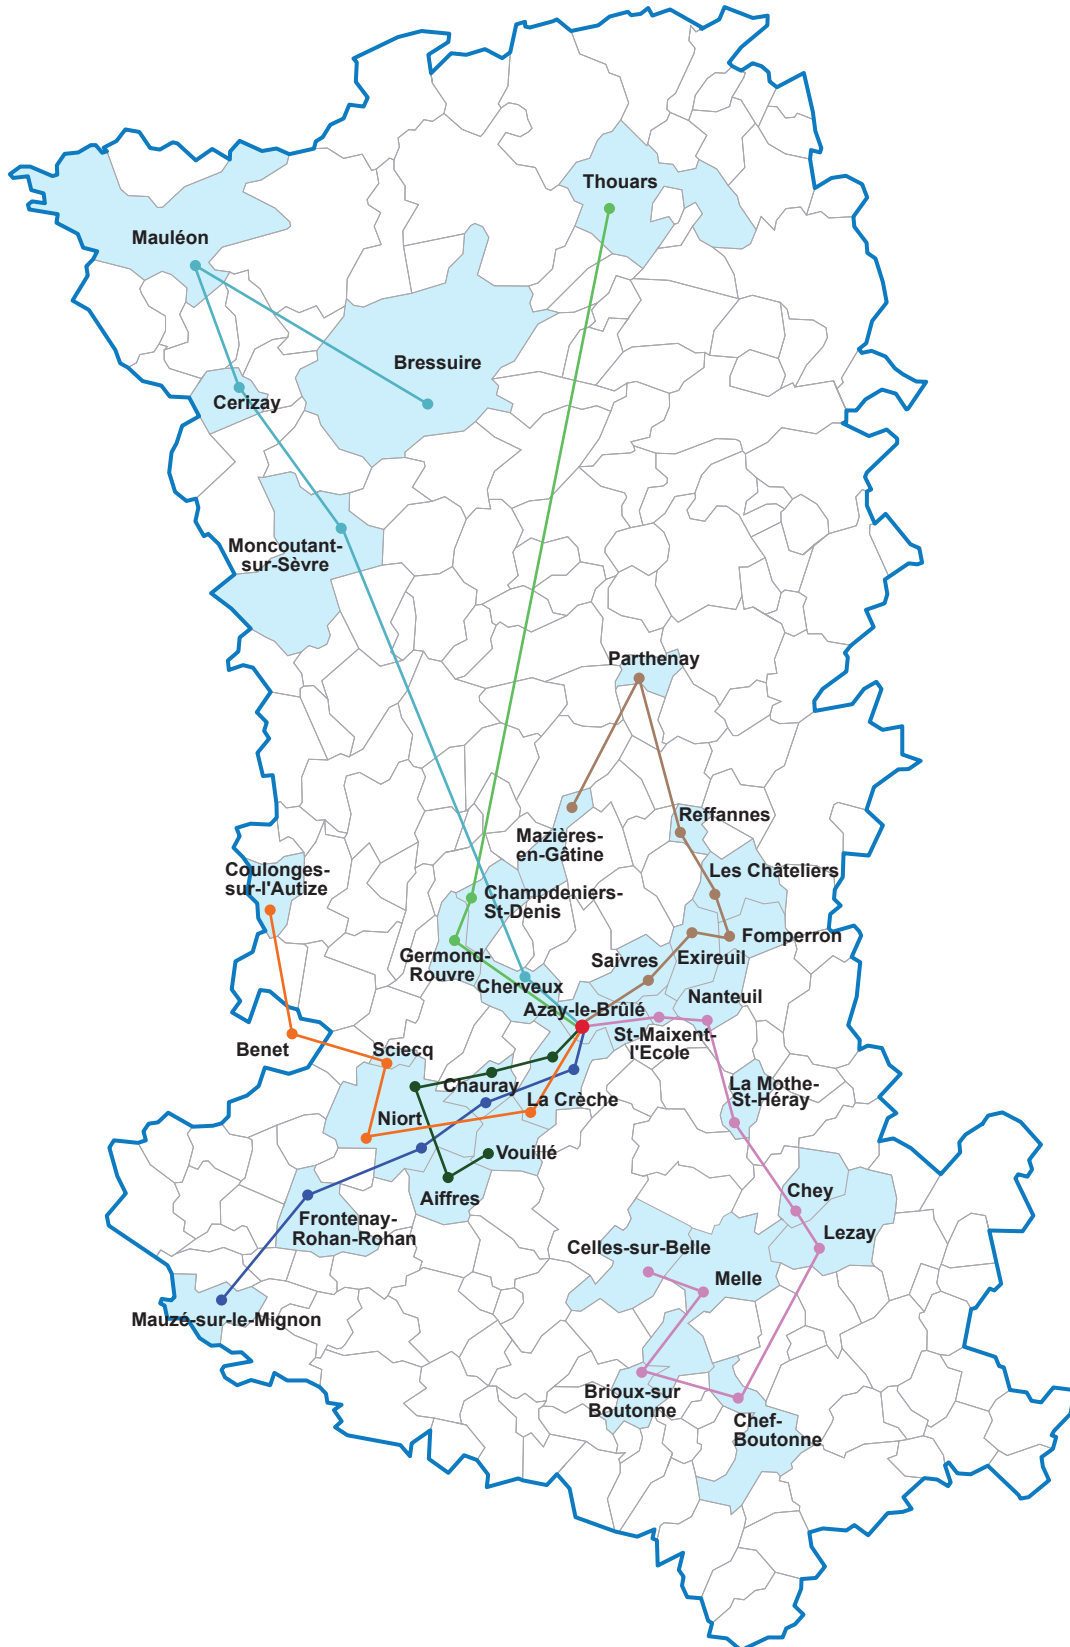 Thouars
Mauléon
Bressuire
Cerizay
Moncoutant-
sur-Sèvre
Parthenay
Reffannes
Mazières-
en-Gâtine
Coulonges-
sur-l'Autize
Les Châteliers
Champdeniers-
St-Denis
Fomperron
Germond-
Rouvre
Saivres
Exireuil
Cherveux
Nanteuil
Azay-le-Brûlé
St-Maixent-
l'Ecole
Benet
Sciecq
Chauray
La Mothe-
St-Héray
La Crèche
Niort
Vouillé
Aiffres
Chey
Frontenay-
Rohan-Rohan
Lezay
Celles-sur-Belle
Melle
Mauzé-sur-le-Mignon
Brioux-sur
Boutonne
Chef-
Boutonne